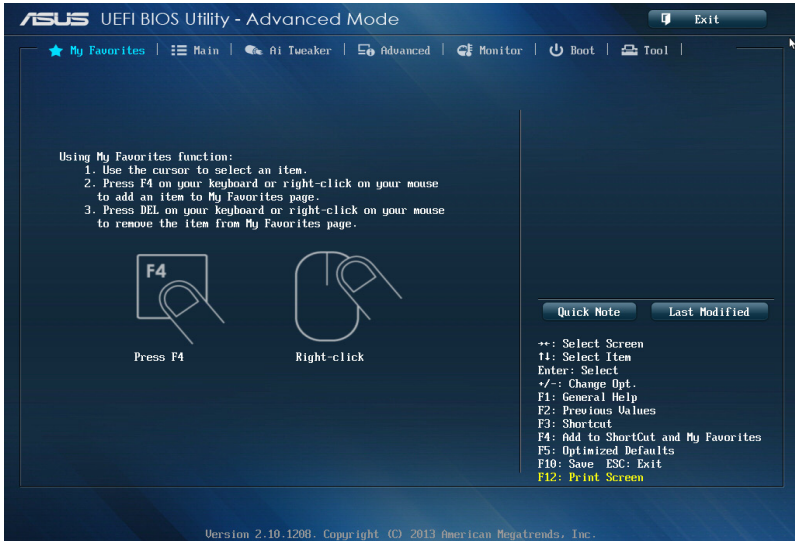 ASUS UEFI BIOS Utility - Advanced Mode
Exit
My Favorites | Main | Ai Tweaker | Advanced | Monitor | Boot | Tool |
Using My Favorites function:
1. Use the cursor to select an item.
2. Press F4 on your keyboard or right-click on your mouse
to add an item to My Favorites page.
3. Press DEL on your keyboard or right-click on your mouse
to remove the item from My Favorites page.
F4
Press F4
Right-click
Quick Note
Last Modified
→←: Select Screen
↑↓: Select Item
Enter: Select
+/-: Change Opt.
F1: General Help
F2: Previous Values
F3: Shortcut
F4: Add to ShortCut and My Favorites
F5: Optimized Defaults
F10: Save  ESC: Exit
F12: Print Screen
Version 2.10.1208. Copyright (C) 2013 American Megatrends, Inc.